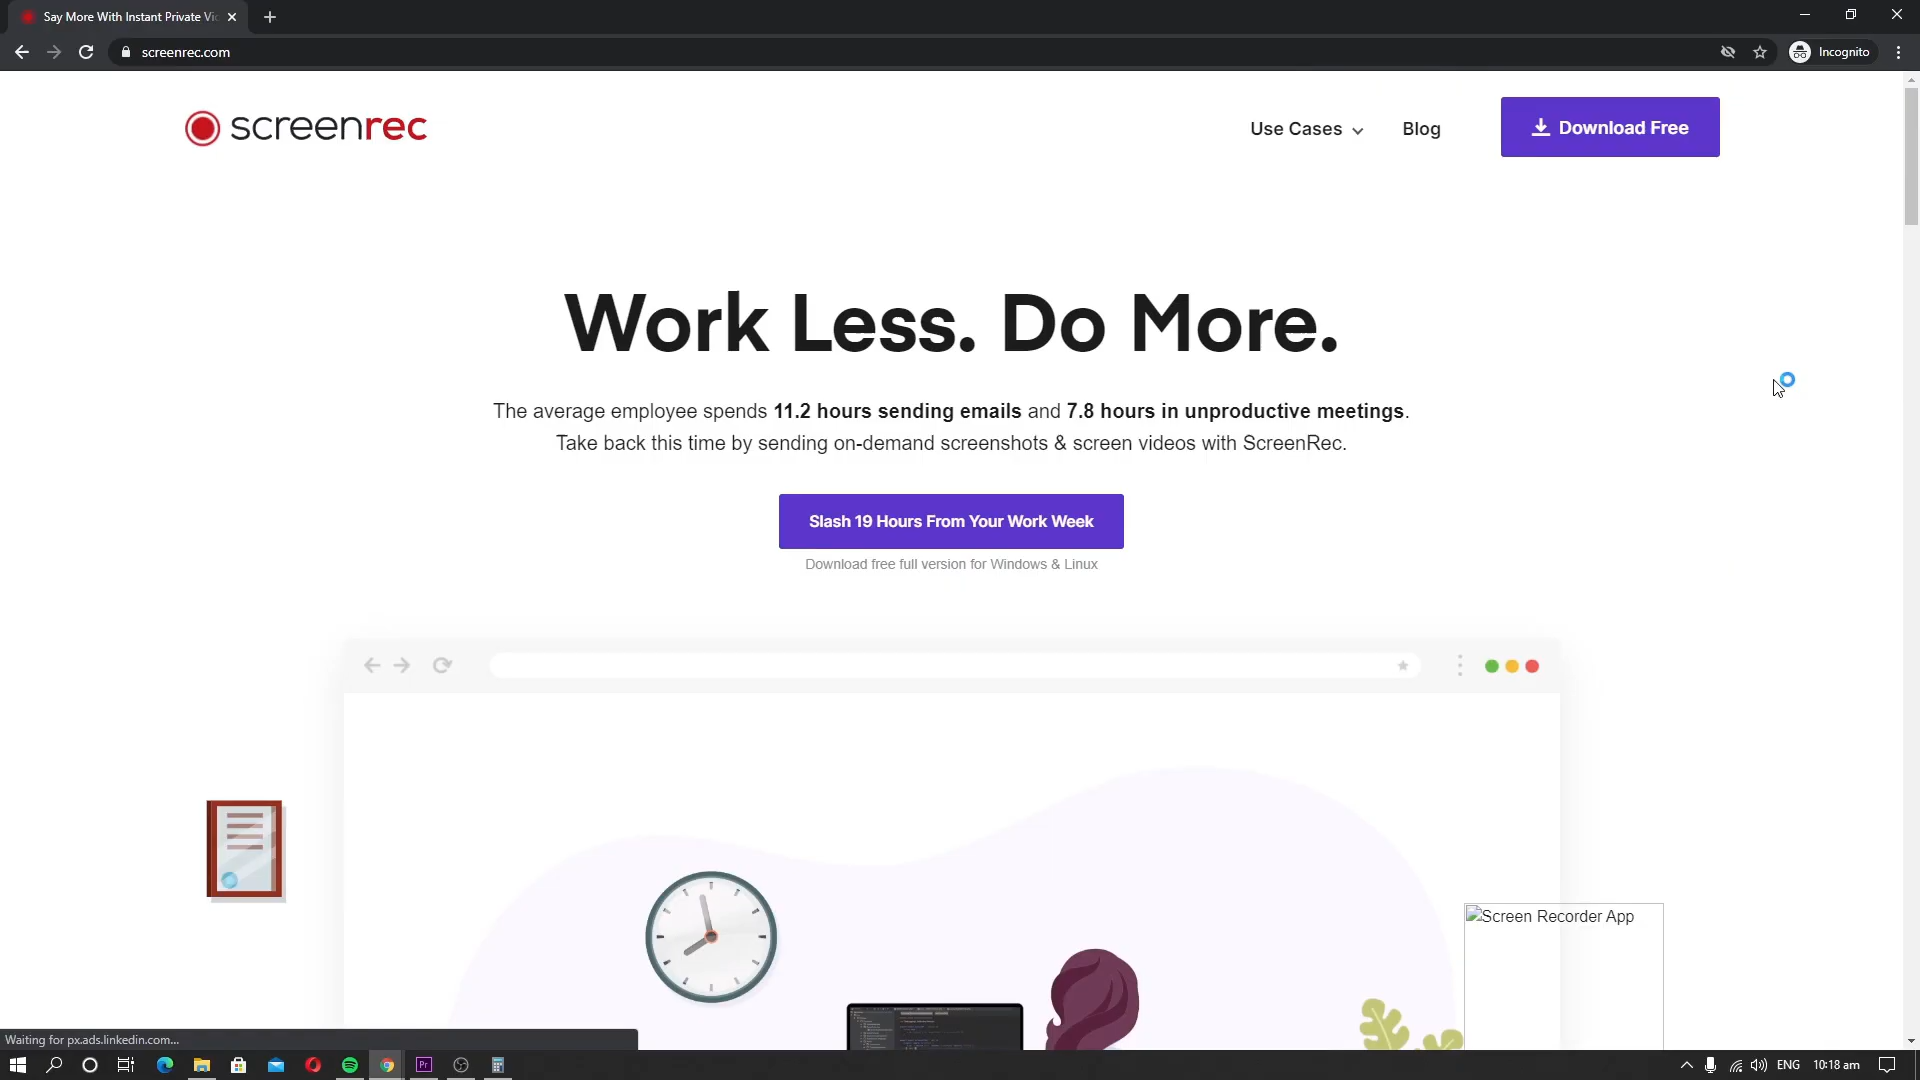 Say More With Instant Private Vi
screenrec.com
Incognito
screenrec
Use Cases
Blog
Download Free
Work Less. Do More.
The average employee spends 11.2 hours sending emails and 7.8 hours in unproductive meetings.
Take back this time by sending on-demand screenshots & screen videos with ScreenRec.
Slash 19 Hours From Your Work Week
Download free full version for Windows & Linux
Screen Recorder App
Waiting for px.ads.linkedin.com...
Pr
ENG
10:18 am